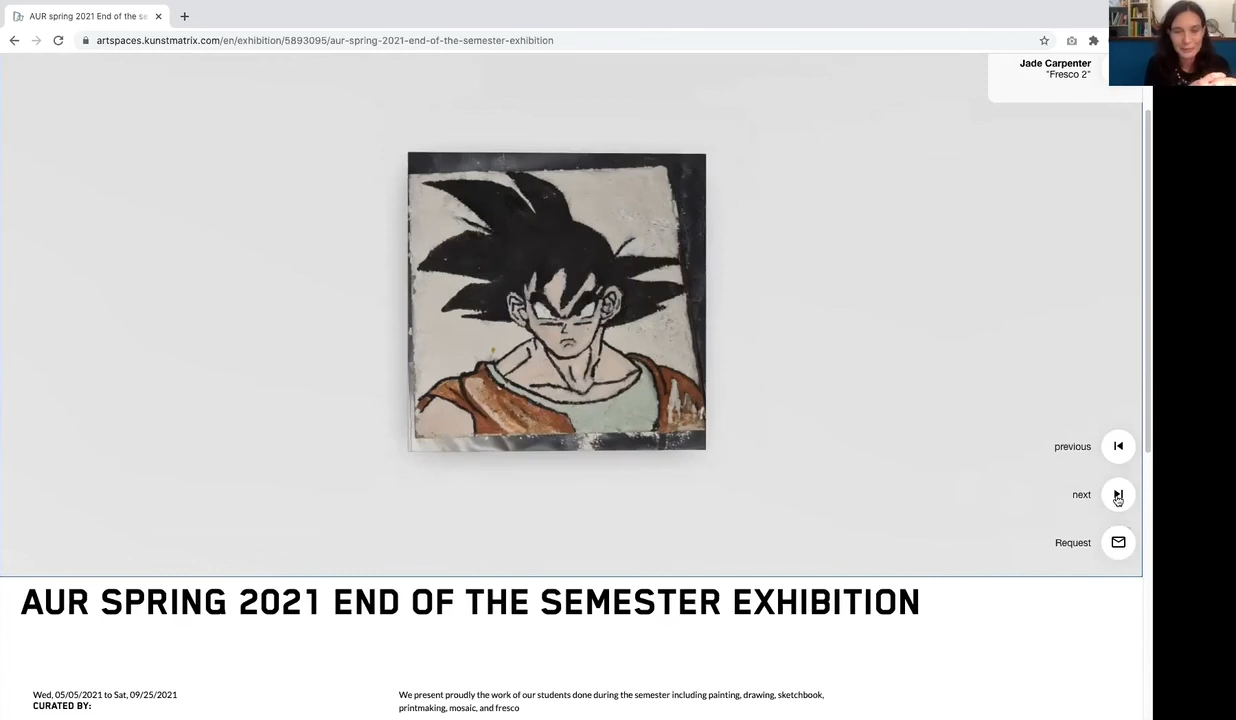 AUR spring 2021 End of the se
artspaces.kunstmatrix.com/en/exhibition/5893095/aur-spring-2021-end-of-the-semester-exhibition
Jade Carpenter
"Fresco 2"
previous
next
Request
AUR SPRING 2021 END OF THE SEMESTER EXHIBITION
Wed, 05/05/2021 to Sat, 09/25/2021
CURATED BY:
We present proudly the work of our students done during the semester including painting, drawing, sketchbook,
printmaking, mosaic, and fresco